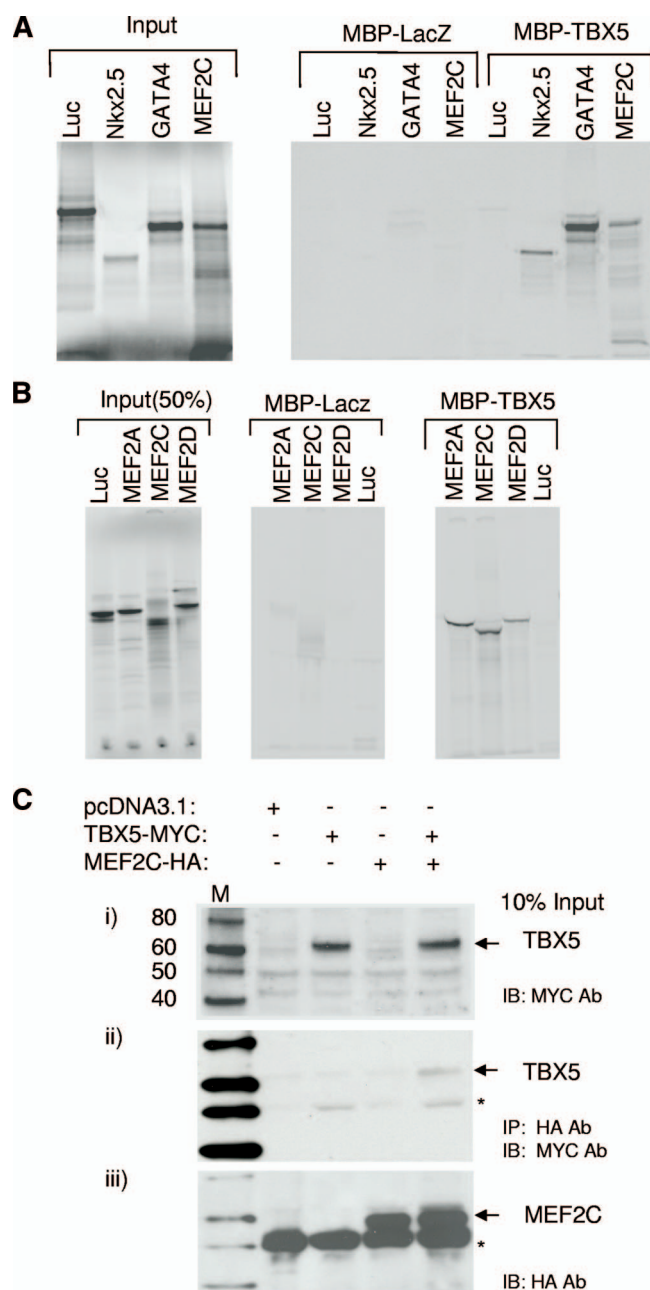 A
Input
MBP-LacZ
MBP-TBX5
Luc
Nkx2.5
GATA4
MEF2C
Luc
Nkx2.5
GATA4
MEF2C
Luc
Nkx2.5
GATA4
MEF2C
B
Input(50%)
MBP-Lacz
MBP-TBX5
Luc
MEF2A
MEF2C
MEF2D
MEF2A
MEF2C
MEF2D
Luc
MEF2A
MEF2C
MEF2D
Luc
C
pcDNA3.1: + - - -
TBX5-MYC: - + - +
MEF2C-HA: - - + +
M
10% Input
i)
80
60
50
40
TBX5
IB: MYC Ab
ii)
TBX5
*
IP: HA Ab
IB: MYC Ab
iii)
MEF2C
*
IB: HA Ab